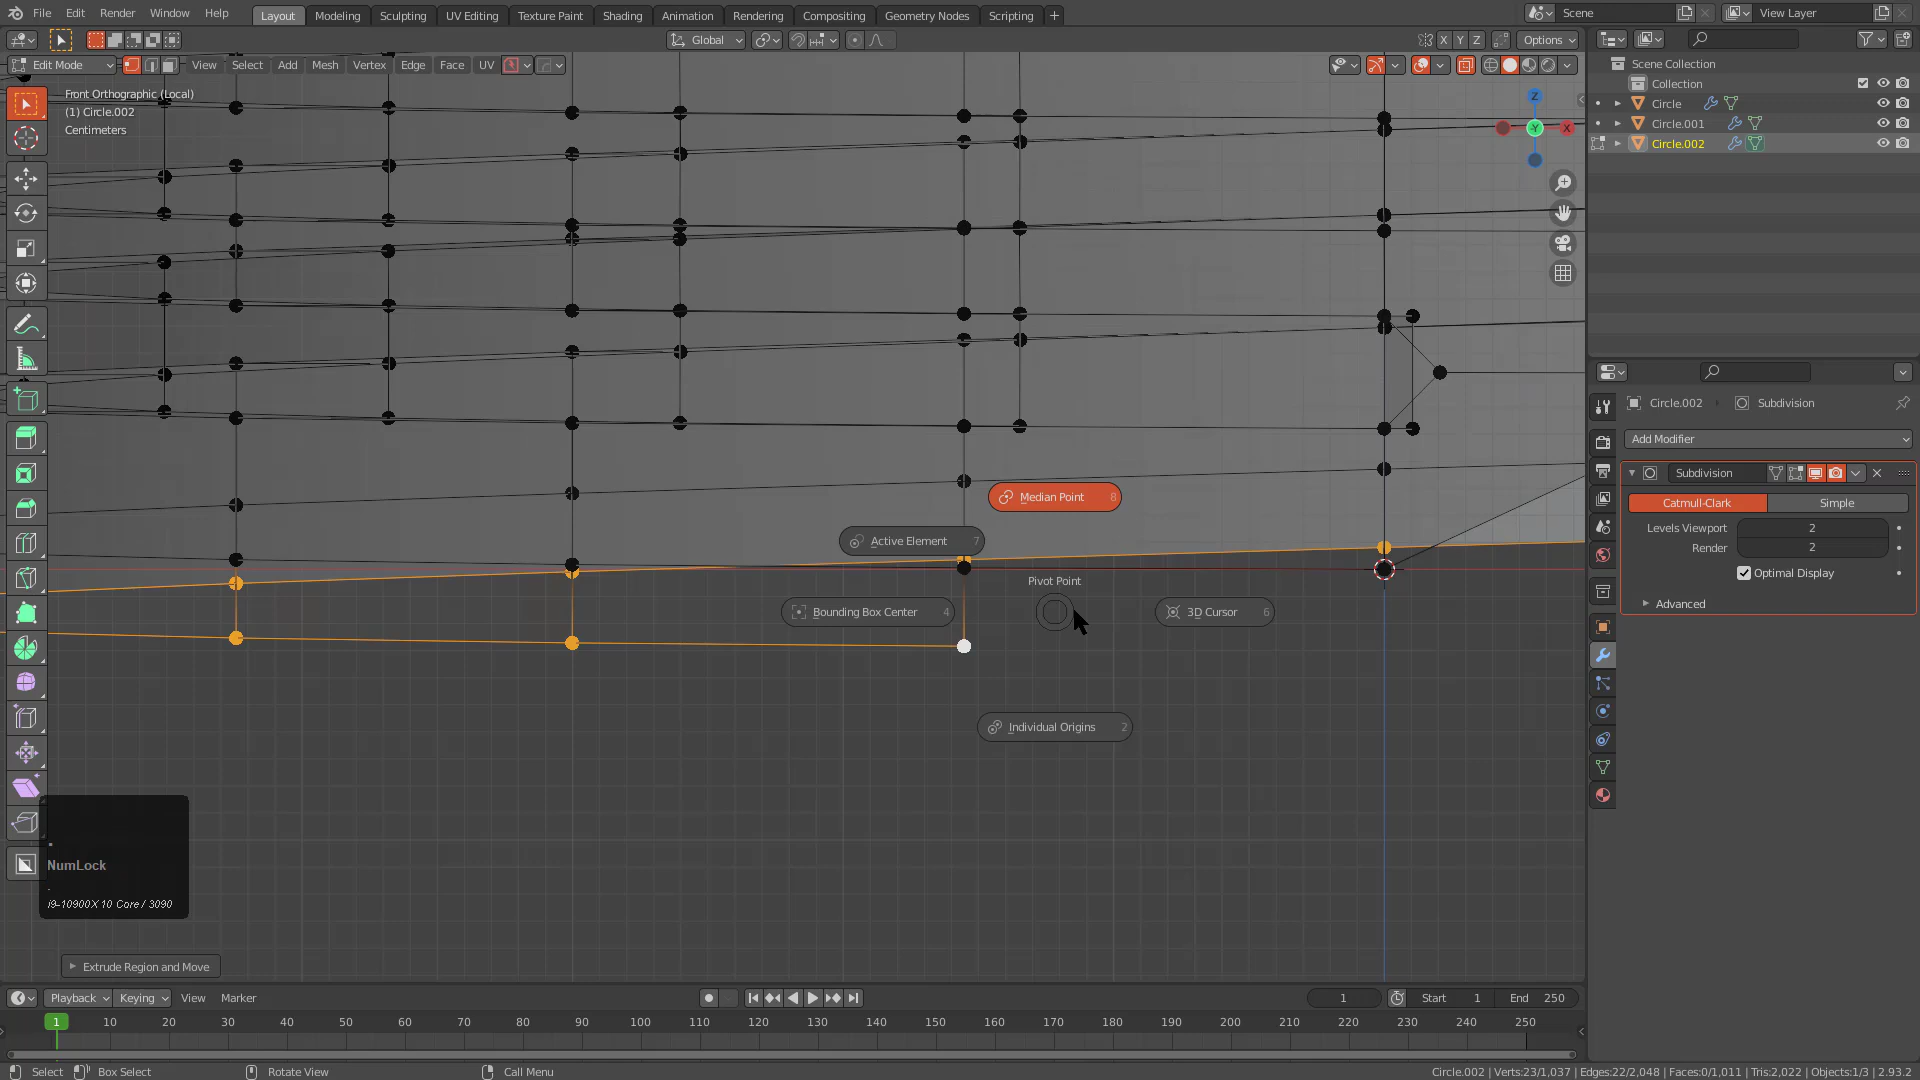 File Edit Render Window Help
Layout Modeling Sculpting UV Editing Texture Paint Shading Animation Rendering Compositing Geometry Nodes Scripting +
Scene
View Layer
Global
X Y Z
Options
Edit Mode
View Select Add Mesh Vertex Edge Face UV
Front Orthographic (Local)
(1) Circle.002
Centimeters
Z
Y
X
Scene Collection
Collection
Circle
Circle.001
Circle.002
Circle.002 › Subdivision
Add Modifier
Subdivision
Catmull-Clark Simple
Levels Viewport 2
Render 2
Optimal Display
Advanced
Median Point 8
Active Element 7
Pivot Point
Bounding Box Center 4
3D Cursor 6
Individual Origins 2
.
NumLock
i9-10900X 10 Core / 3090
Extrude Region and Move
Playback Keying View Marker
1
Start 1
End 250
1 10 20 30 40 50 60 70 80 90 100 110 120 130 140 150 160 170 180 190 200 210 220 230 240 250
Select Box Select Rotate View Call Menu
Circle.002 | Verts:23/1,037 | Edges:22/2,048 | Faces:0/1,011 | Tris:2,022 | Objects:1/3 | 2.93.2